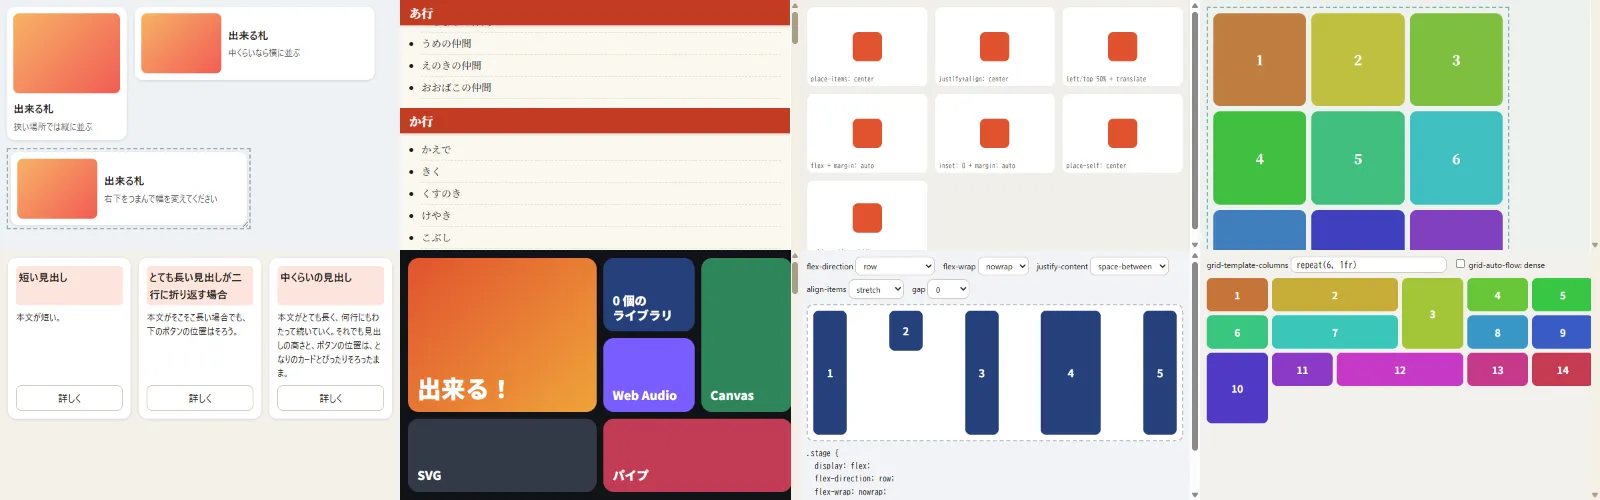 出来る札
狭い場所では縦に並ぶ
出来る札
中くらいなら横に並ぶ
出来る札
右下をつまんで幅を変えてください
あ行
うめの仲間
えのきの仲間
おおばこの仲間
か行
かえで
きく
くすのき
けやき
こぶし
place-items: center
justify+align: center
left/top 50% + translate
flex + margin: auto
inset: 0 + margin: auto
place-self: center
1
2
3
4
5
6
短い見出し
本文が短い。
詳しく
とても長い見出しが二
行に折り返す場合
本文がそこそこ長い場合でも、
下のボタンの位置はそろう。
詳しく
中くらいの見出し
本文がとても長く、何行にもわ
たって続いていく。それでも見出
しの高さと、ボタンの位置は、と
なりのカードとぴったりそろったま
ま。
詳しく
出来る！
0 個の
ライブラリ
Web Audio
Canvas
SVG
パイプ
flex-direction row
flex-wrap nowrap
justify-content space-between
align-items stretch
gap 0
1
2
3
4
5
.stage {
display: flex;
flex-direction: row;
flex-wrap: nowrap;
grid-template-columns repeat(6, 1fr)
grid-auto-flow: dense
1
2
3
4
5
6
7
8
9
10
11
12
13
14